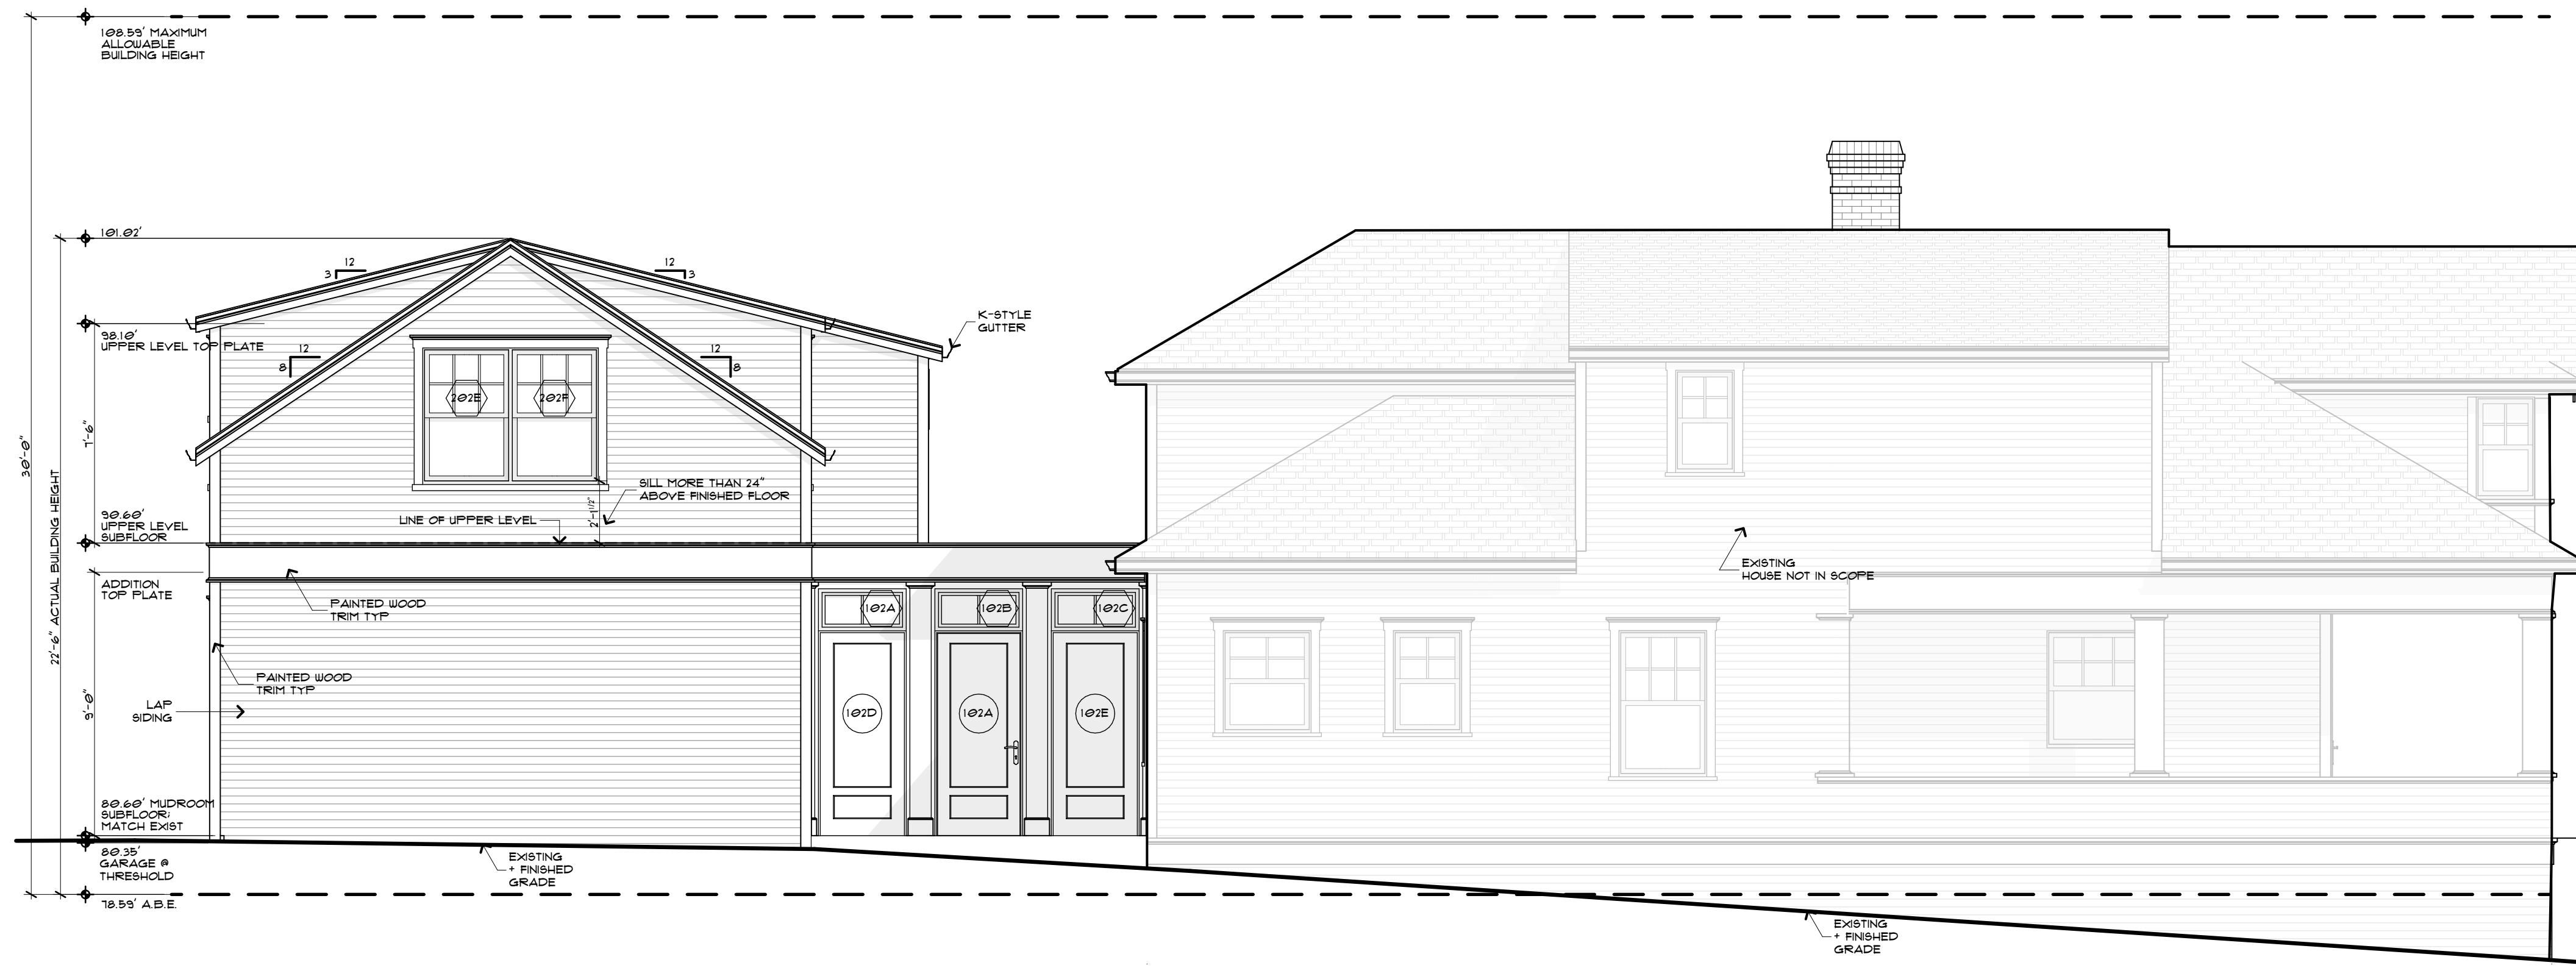 108.59' MAXIMUM
ALLOWABLE
BUILDING HEIGHT
101.02'
12
3
12
3
K-STYLE
GUTTER
98.10'
UPPER LEVEL TOP PLATE
12
8
12
8
202E
202F
7'-6"
30'-0"
22'-6" ACTUAL BUILDING HEIGHT
SILL MORE THAN 24"
ABOVE FINISHED FLOOR
2'-1 1/2"
LINE OF UPPER LEVEL
90.60'
UPPER LEVEL
SUBFLOOR
EXISTING
HOUSE NOT IN SCOPE
ADDITION
TOP PLATE
PAINTED WOOD
TRIM TYP
102A
102B
102C
PAINTED WOOD
TRIM TYP
LAP
SIDING
9'-0"
102D
102A
102E
80.60' MUDROOM
SUBFLOOR;
MATCH EXIST
80.35'
GARAGE @
THRESHOLD
EXISTING
+ FINISHED
GRADE
78.59' A.B.E.
EXISTING
+ FINISHED
GRADE